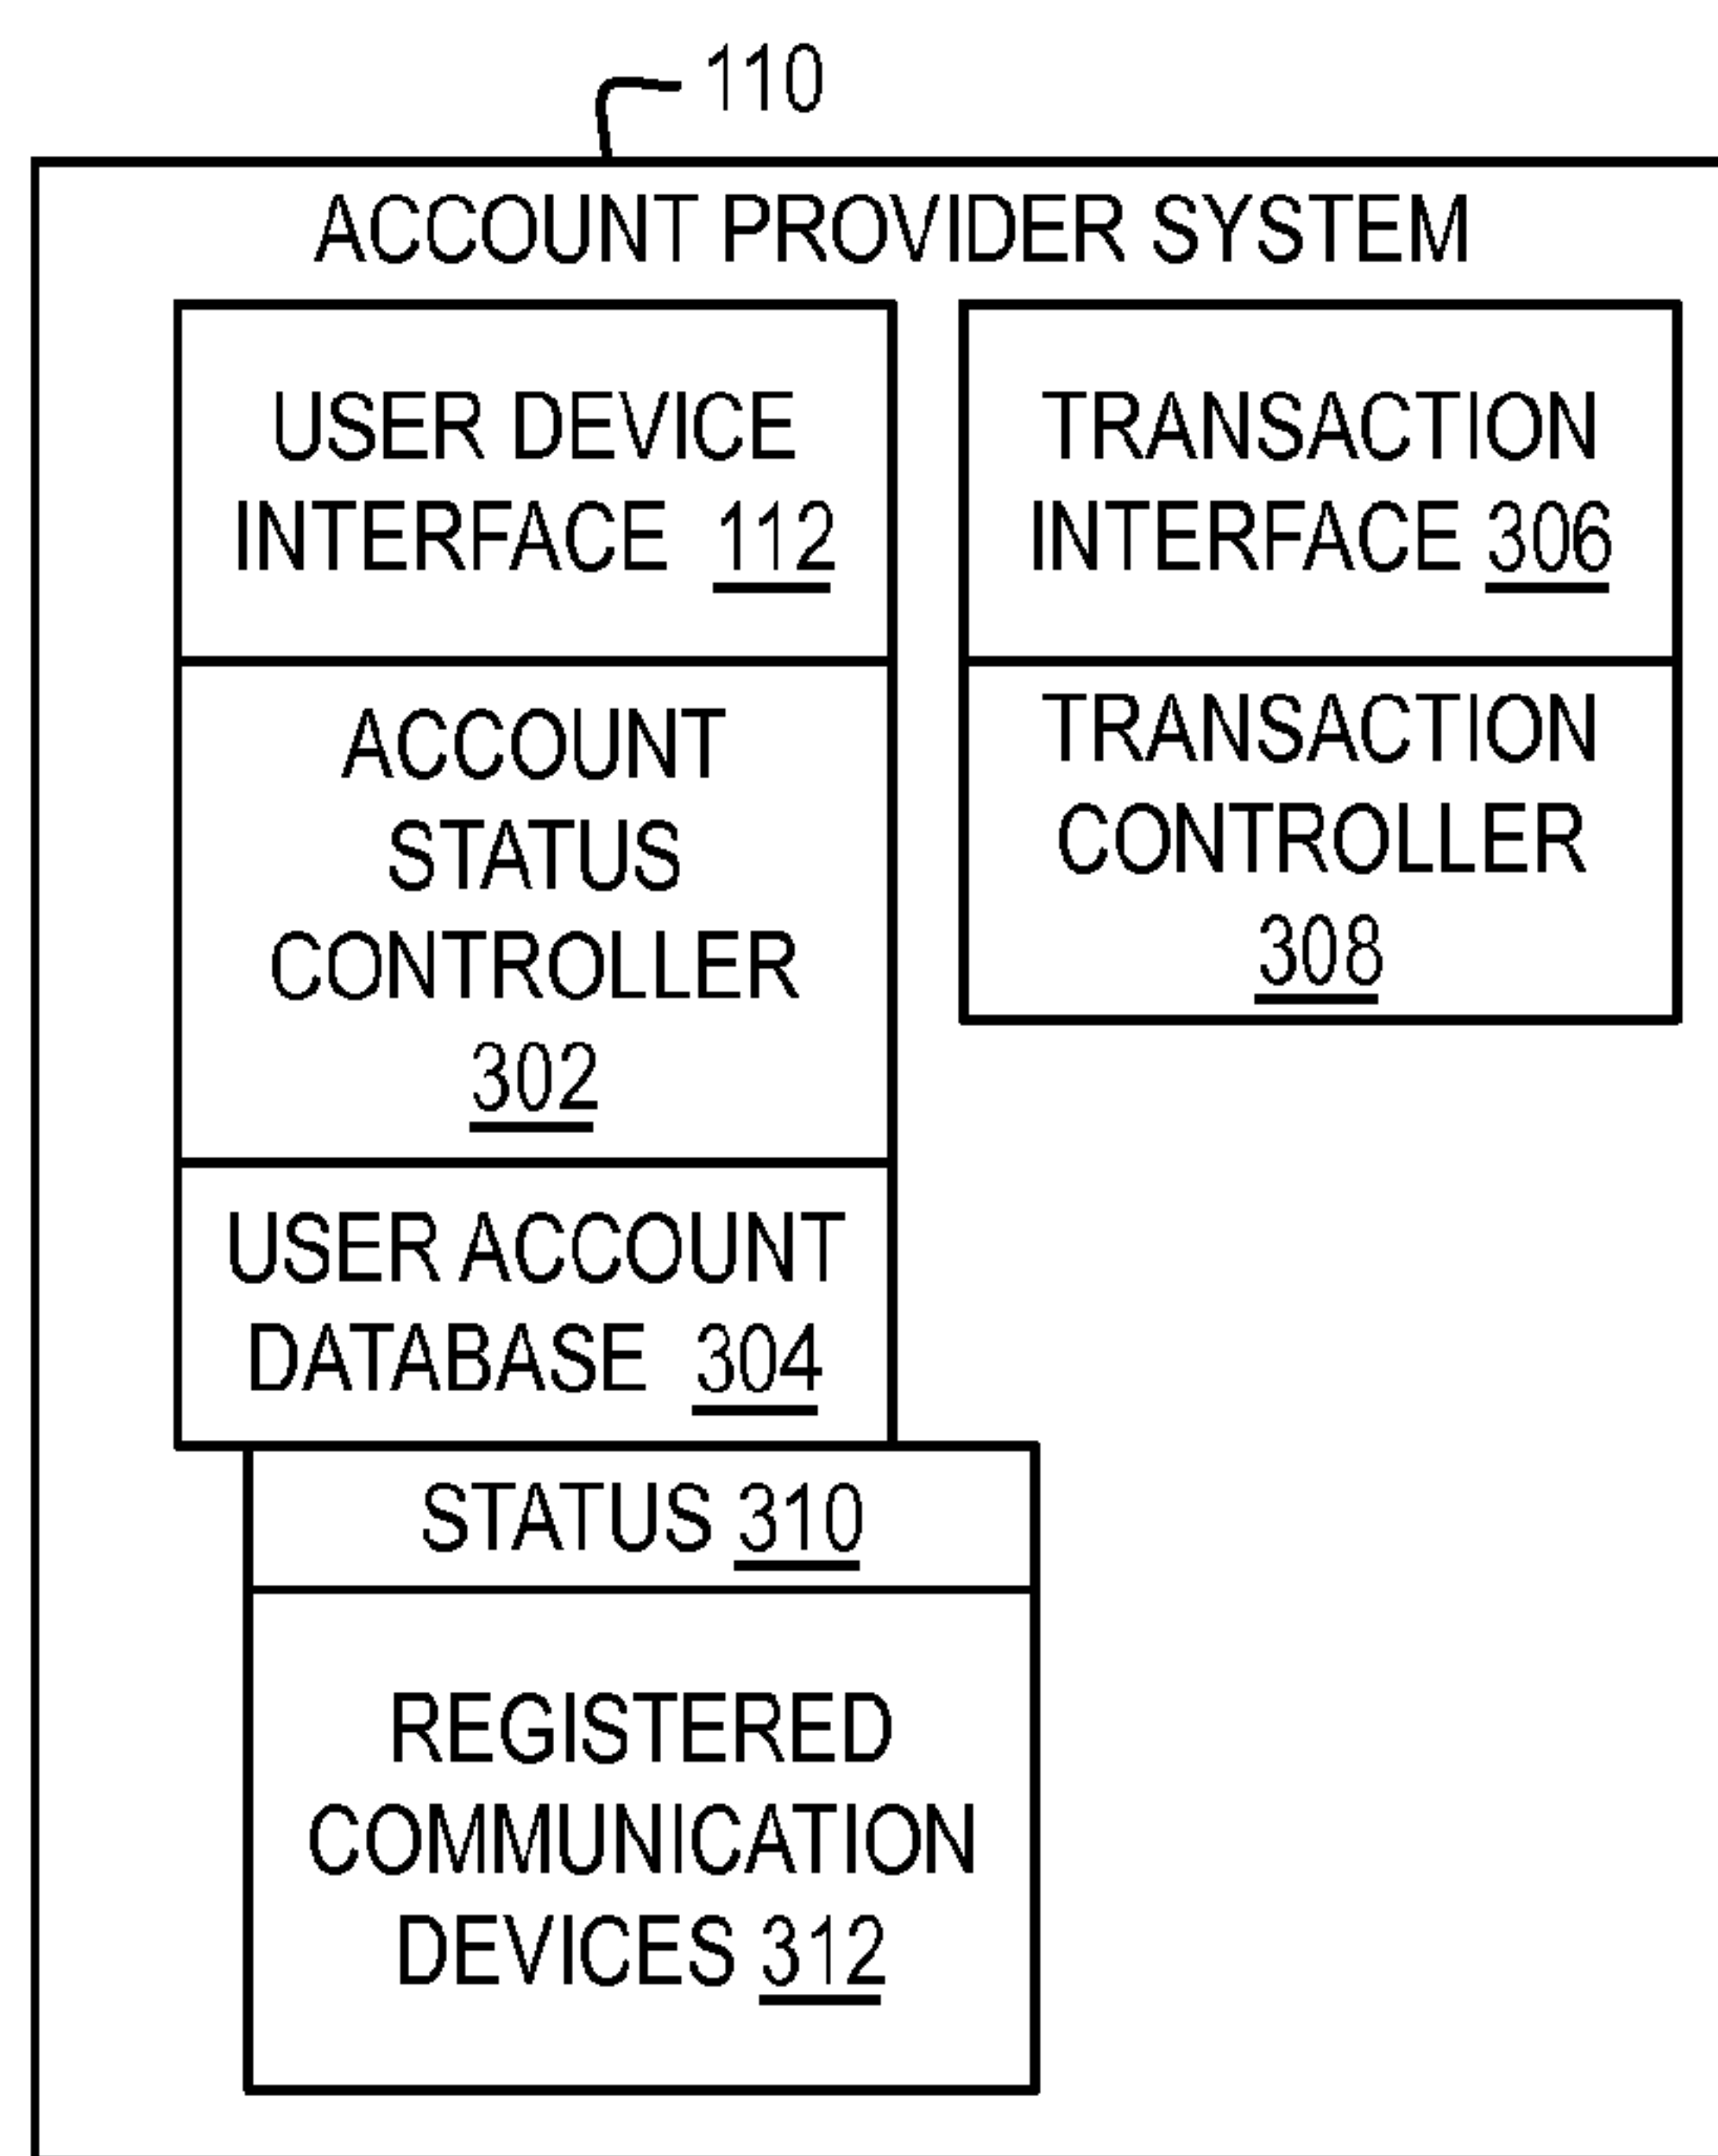 110
ACCOUNT PROVIDER SYSTEM
USER DEVICE
INTERFACE 112
ACCOUNT
STATUS
CONTROLLER
302
USER ACCOUNT
DATABASE 304
STATUS 310
REGISTERED
COMMUNICATION
DEVICES 312
TRANSACTION
INTERFACE 306
TRANSACTION
CONTROLLER
308